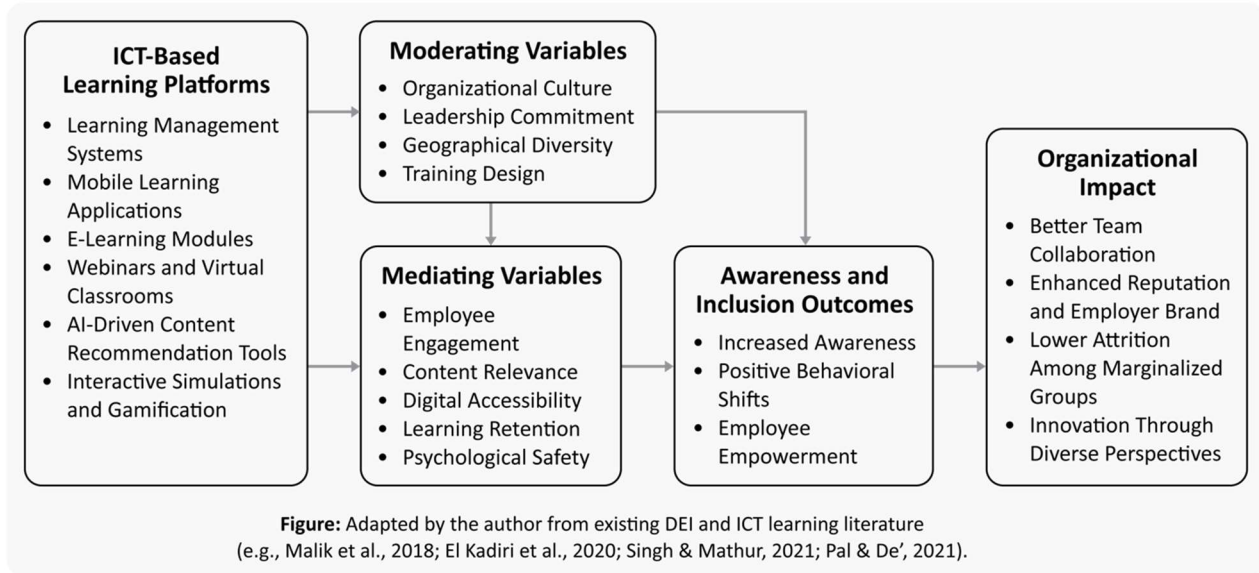 ICT-Based
Learning Platforms
• Learning Management
Systems
• Mobile Learning
Applications
• E-Learning Modules
• Webinars and Virtual
Classrooms
• AI-Driven Content
Recommendation Tools
• Interactive Simulations
and Gamification
Moderating Variables
• Organizational Culture
• Leadership Commitment
• Geographical Diversity
• Training Design
Mediating Variables
• Employee
Engagement
• Content Relevance
• Digital Accessibility
• Learning Retention
• Psychological Safety
Awareness and
Inclusion Outcomes
• Increased Awareness
• Positive Behavioral
Shifts
• Employee
Empowerment
Organizational
Impact
• Better Team
Collaboration
• Enhanced Reputation
and Employer Brand
• Lower Attrition
Among Marginalized
Groups
• Innovation Through
Diverse Perspectives
Figure: Adapted by the author from existing DEI and ICT learning literature
(e.g., Malik et al., 2018; El Kadiri et al., 2020; Singh & Mathur, 2021; Pal & De’, 2021).